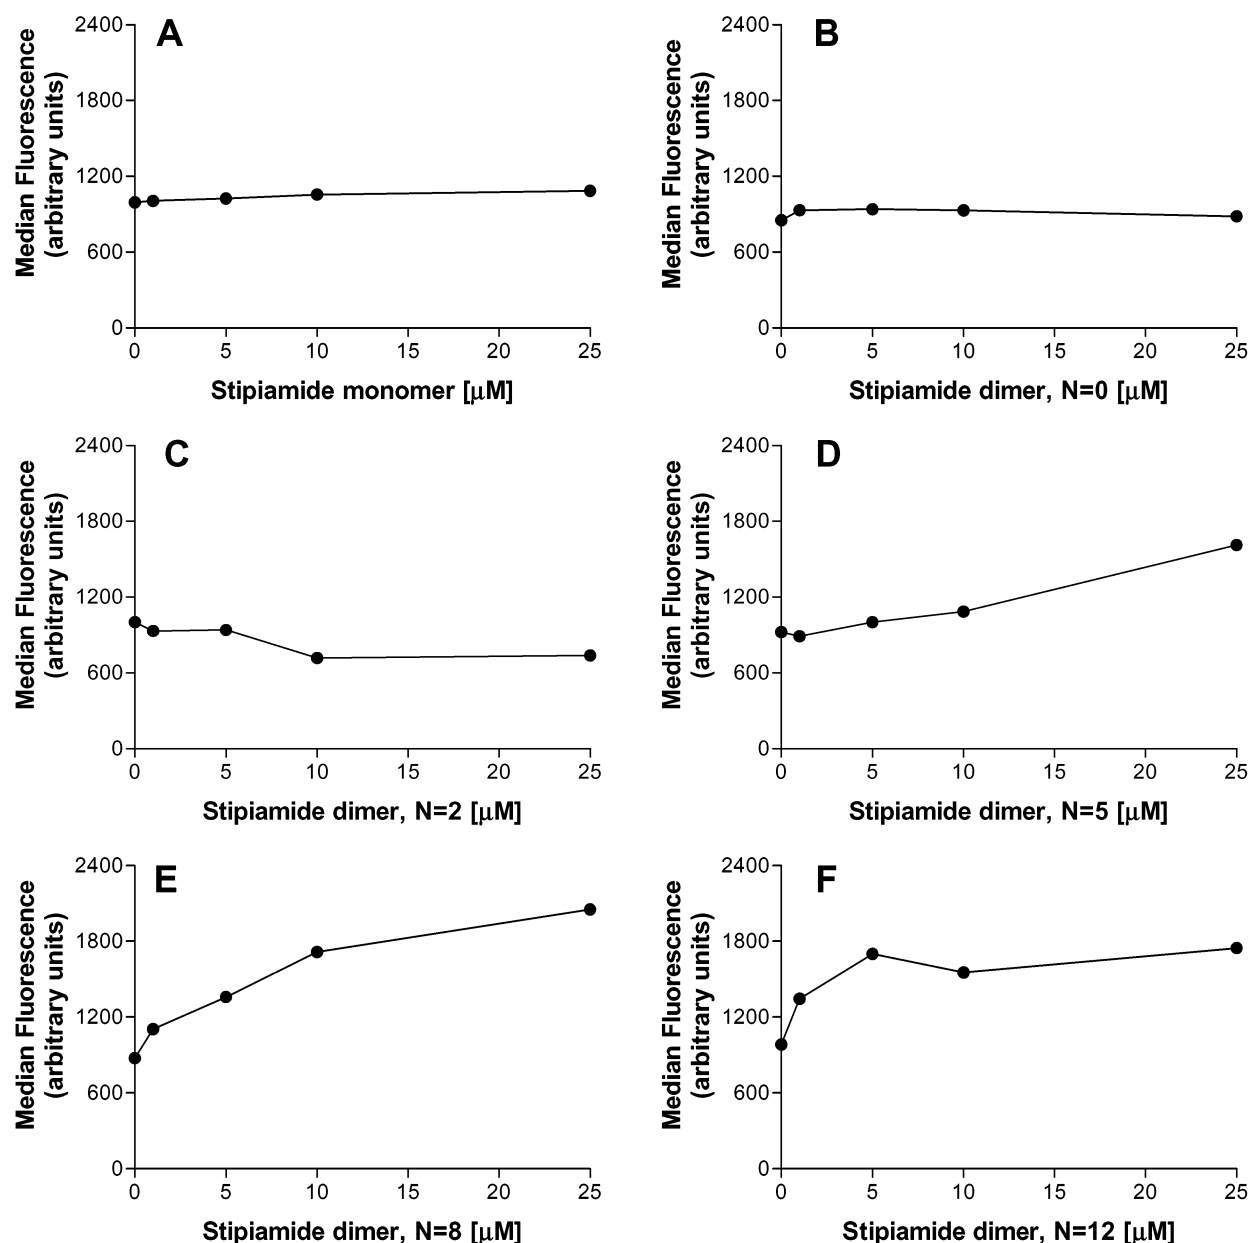 A
Median Fluorescence
(arbitrary units)
2400
1800
1200
600
0
0 5 10 15 20 25
Stipiamide monomer [μM]
B
Median Fluorescence
(arbitrary units)
2400
1800
1200
600
0
0 5 10 15 20 25
Stipiamide dimer, N=0 [μM]
C
Median Fluorescence
(arbitrary units)
2400
1800
1200
600
0
0 5 10 15 20 25
Stipiamide dimer, N=2 [μM]
D
Median Fluorescence
(arbitrary units)
2400
1800
1200
600
0
0 5 10 15 20 25
Stipiamide dimer, N=5 [μM]
E
Median Fluorescence
(arbitrary units)
2400
1800
1200
600
0
0 5 10 15 20 25
Stipiamide dimer, N=8 [μM]
F
Median Fluorescence
(arbitrary units)
2400
1800
1200
600
0
0 5 10 15 20 25
Stipiamide dimer, N=12 [μM]